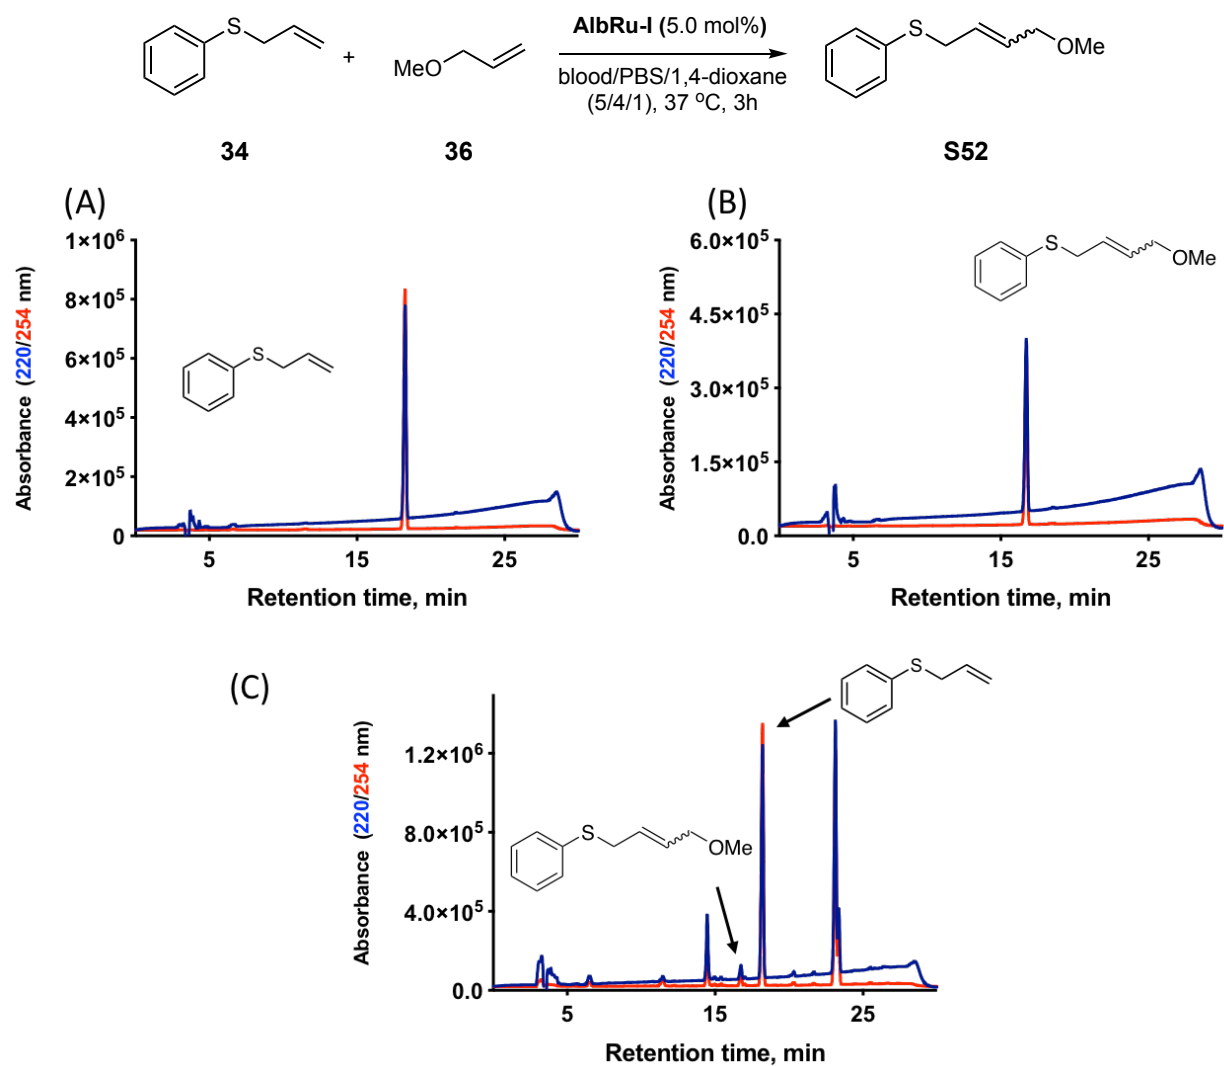 S
+
MeO
AlbRu-I (5.0 mol%)
blood/PBS/1,4-dioxane
(5/4/1), 37 ºC, 3h
S
OMe
34
36
S52
(A)
1×10⁶
8×10⁵
6×10⁵
4×10⁵
2×10⁵
0
5
15
25
Absorbance (220/254 nm)
Retention time, min
S
(B)
6.0×10⁵
4.5×10⁵
3.0×10⁵
1.5×10⁵
0.0
5
15
25
Absorbance (220/254 nm)
Retention time, min
S
OMe
(C)
1.2×10⁶
8.0×10⁵
4.0×10⁵
0.0
5
15
25
Absorbance (220/254 nm)
Retention time, min
S
S
OMe